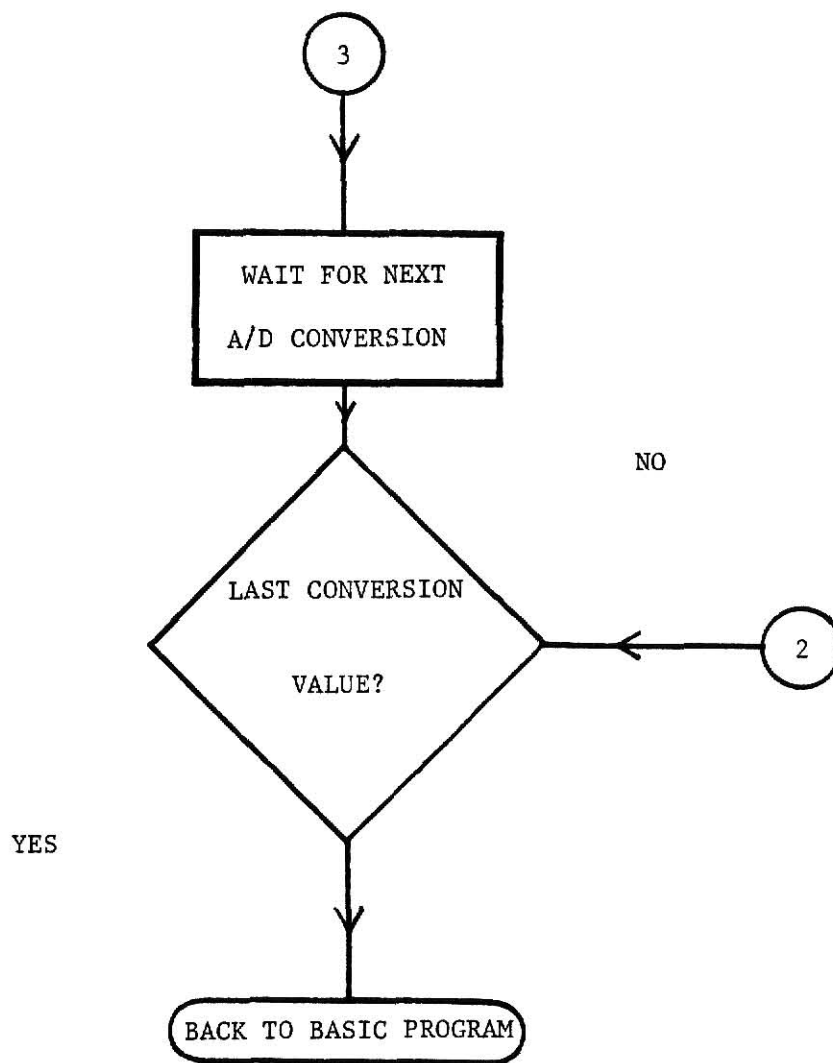 3
WAIT FOR NEXT
A/D CONVERSION
NO
LAST CONVERSION
2
VALUE?
YES
BACK TO BASIC PROGRAM